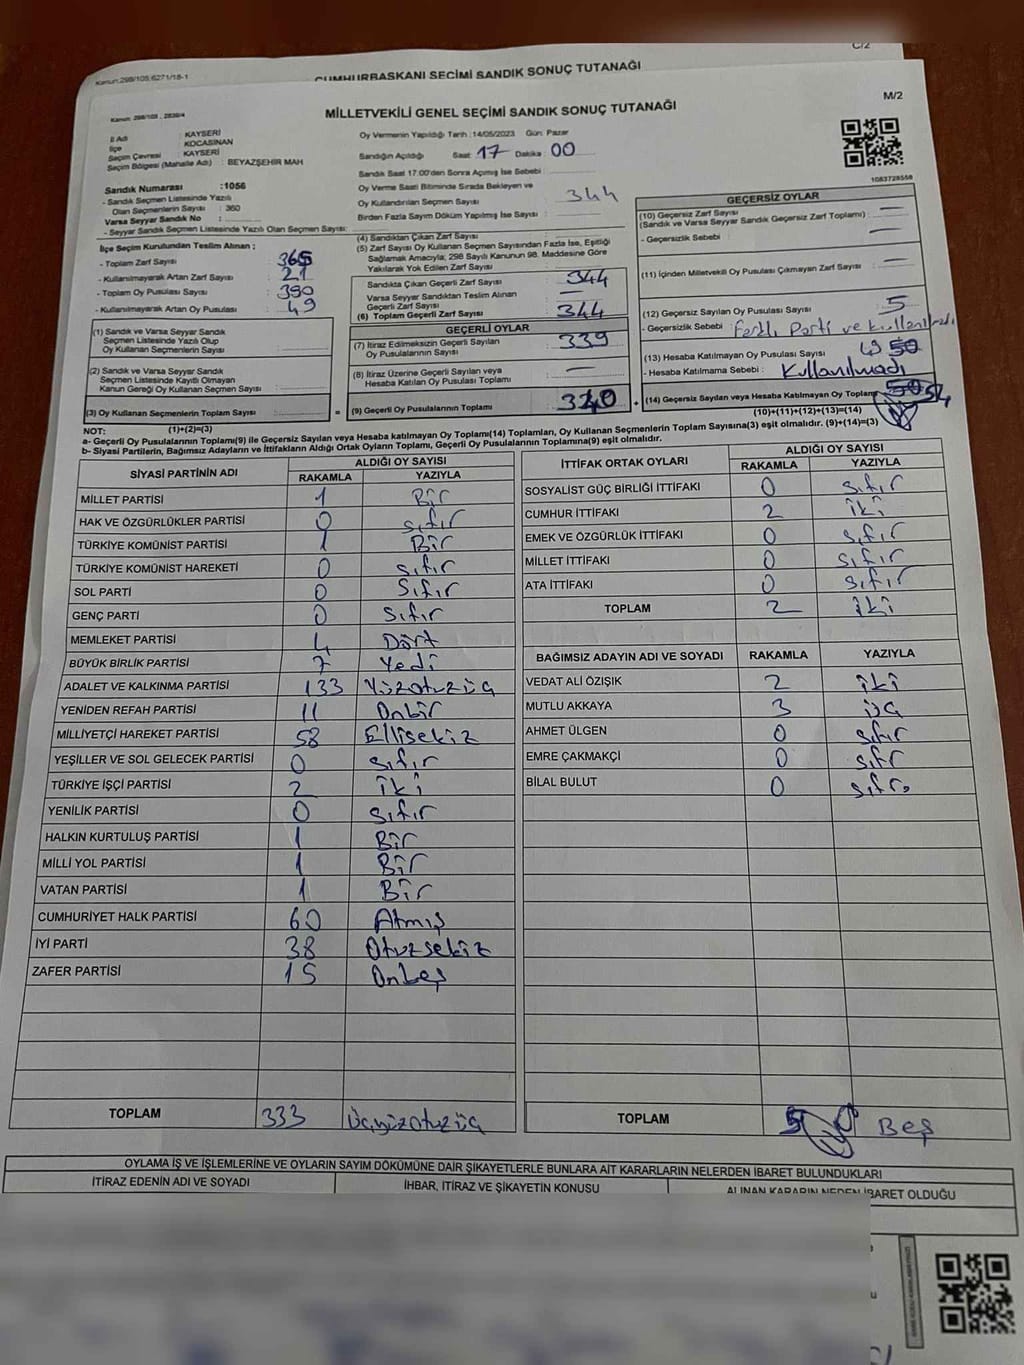 Kanun: 298/105, 6271/18-1
C/2
CUMHURBAŞKANI SEÇİMİ SANDIK SONUÇ TUTANAĞI
Kanun: 298/105 , 2839/4
M/2
MİLLETVEKİLİ GENEL SEÇİMİ SANDIK SONUÇ TUTANAĞI
İl Adı : KAYSERİ
İlçe : KOCASİNAN
Seçim Çevresi : KAYSERİ
Seçim Bölgesi (Mahalle Adı) : BEYAZŞEHİR MAH
Sandık Numarası :1056
- Sandık Seçmen Listesinde Yazılı
Olan Seçmenlerin Sayısı : 360
Varsa Seyyar Sandık No :
- Seyyar Sandık Seçmen Listesinde Yazılı Olan Seçmen Sayısı:
Oy Vermenin Yapıldığı Tarih :14/05/2023 Gün: Pazar
Sandığın Açıldığı Saat: 17 Dakika: 00
Sandık Saati 17:00'den Sonra Açılmış İse Sebebi :
Oy Verme Saati Bitiminde Sırada Bekleyen ve
Oy Kullandırılan Seçmen Sayısı : 344
Birden Fazla Sayım Döküm Yapılmış İse Sayısı :
1083728558
İlçe Seçim Kurulundan Teslim Alınan :
- Toplam Zarf Sayısı : 365
- Kullanılmayarak Artan Zarf Sayısı : 21
- Toplam Oy Pusulası Sayısı : 390
- Kullanılmayarak Artan Oy Pusulası : 49
(1) Sandık ve Varsa Seyyar Sandık
Seçmen Listesinde Yazılı Olup
Oy Kullanan Seçmenlerin Sayısı :
(2) Sandık ve Varsa Seyyar Sandık
Seçmen Listesinde Kayıtlı Olmayan
Kanun Gereği Oy Kullanan Seçmen Sayısı :
(3) Oy Kullanan Seçmenlerin Toplam Sayısı : =
(1)+(2)=(3)
(4) Sandıktan Çıkan Zarf Sayısı :
(5) Zarf Sayısı Oy Kullanan Seçmen Sayısından Fazla İse, Eşitliği
Sağlamak Amacıyla; 298 Sayılı Kanunun 98. Maddesine Göre
Yakılarak Yok Edilen Zarf Sayısı : —
Sandıkta Çıkan Geçerli Zarf Sayısı : 344
Varsa Seyyar Sandıktan Teslim Alınan
Geçerli Zarf Sayısı : —
(6) Toplam Geçerli Zarf Sayısı : 344
GEÇERLİ OYLAR
(7) İtiraz Edilmeksizin Geçerli Sayılan
Oy Pusulalarının Sayısı : 339
(8) İtiraz Üzerine Geçerli Sayılan veya
Hesaba Katılan Oy Pusulası Toplamı : —
(9) Geçerli Oy Pusulalarının Toplamı : 340 +
GEÇERSİZ OYLAR
(10) Geçersiz Zarf Sayısı : —
(Sandık ve Varsa Seyyar Sandık Geçersiz Zarf Toplamı)
- Geçersizlik Sebebi : —
(11) İçinden Milletvekili Oy Pusulası Çıkmayan Zarf Sayısı : —
(12) Geçersiz Sayılan Oy Pusulası Sayısı : 5
- Geçersizlik Sebebi : Farklı Parti ve kullanılmadı
(13) Hesaba Katılmayan Oy Pusulası Sayısı : 50
- Hesaba Katılmama Sebebi : Kullanılmadı
(14) Geçersiz Sayılan veya Hesaba Katılmayan Oy Toplamı 54
(10)+(11)+(12)+(13)=(14)
NOT:
a- Geçerli Oy Pusulalarının Toplamı(9) ile Geçersiz Sayılan veya Hesaba katılmayan Oy Toplamı(14) Toplamları, Oy Kullanan Seçmenlerin Toplam Sayısına(3) eşit olmalıdır. (9)+(14)=(3)
b- Siyasi Partilerin, Bağımsız Adayların ve İttifakların Aldığı Ortak Oyların Toplamı, Geçerli Oy Pusulalarının Toplamına(9) eşit olmalıdır.
SİYASİ PARTİNİN ADI ALDIĞI OY SAYISI
RAKAMLA YAZIYLA
MİLLET PARTİSİ 1 Bir
HAK VE ÖZGÜRLÜKLER PARTİSİ 0 sıfır
TÜRKİYE KOMÜNİST PARTİSİ 1 Bir
TÜRKİYE KOMÜNİST HAREKETİ 0 sıfır
SOL PARTİ 0 Sıfır
GENÇ PARTİ 0 Sıfır
MEMLEKET PARTİSİ 4 Dört
BÜYÜK BİRLİK PARTİSİ 7 Yedi
ADALET VE KALKINMA PARTİSİ 133 Yüzotuzüç
YENİDEN REFAH PARTİSİ 11 Onbir
MİLLİYETÇİ HAREKET PARTİSİ 58 Ellisekiz
YEŞİLLER VE SOL GELECEK PARTİSİ 0 sıfır
TÜRKİYE İŞÇİ PARTİSİ 2 iki
YENİLİK PARTİSİ 0 sıfır
HALKIN KURTULUŞ PARTİSİ 1 Bir
MİLLİ YOL PARTİSİ 1 Bir
VATAN PARTİSİ 1 Bir
CUMHURİYET HALK PARTİSİ 60 Atmış
İYİ PARTİ 38 Otuzsekiz
ZAFER PARTİSİ 15 Onbeş
TOPLAM 333 Üçyüzotuzüç
İTTİFAK ORTAK OYLARI ALDIĞI OY SAYISI
RAKAMLA YAZIYLA
SOSYALİST GÜÇ BİRLİĞİ İTTİFAKI 0 sıfır
CUMHUR İTTİFAKI 2 iki
EMEK VE ÖZGÜRLÜK İTTİFAKI 0 sıfır
MİLLET İTTİFAKI 0 sıfır
ATA İTTİFAKI 0 sıfır
TOPLAM 2 iki
BAĞIMSIZ ADAYIN ADI VE SOYADI RAKAMLA YAZIYLA
VEDAT ALİ ÖZIŞIK 2 iki
MUTLU AKKAYA 3 üç
AHMET ÜLGEN 0 sıfır
EMRE ÇAKMAKÇİ 0 sıfr
BİLAL BULUT 0 sıfr.
TOPLAM 5 Beş
OYLAMA İŞ VE İŞLEMLERİNE VE OYLARIN SAYIM DÖKÜMÜNE DAİR ŞİKAYETLERLE BUNLARA AİT KARARLARIN NELERDEN İBARET BULUNDUKLARI
İTİRAZ EDENİN ADI VE SOYADI İHBAR, İTİRAZ VE ŞİKAYETİN KONUSU ALINAN KARARIN NEDEN İBARET OLDUĞU